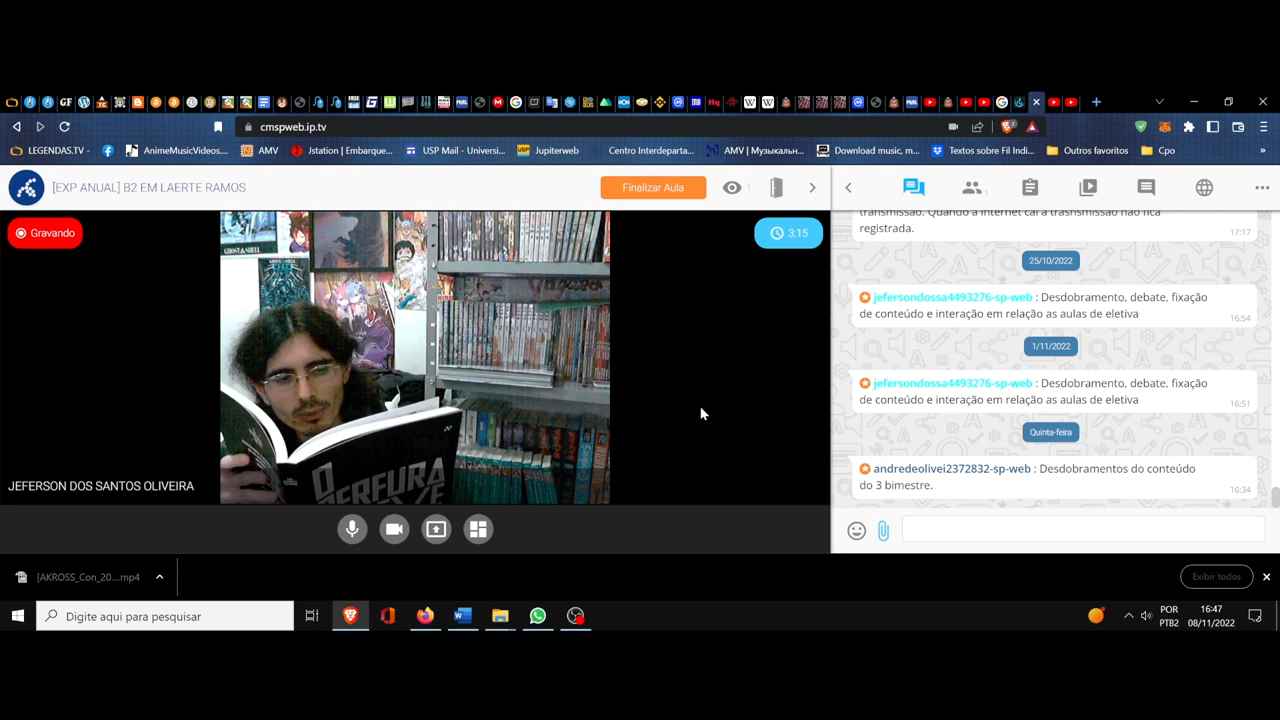 cmspweb.ip.tv
LEGENDAS.TV -
AnimeMusicVideos...
AMV
Jstation | Embarque...
USP Mail - Universi...
Jupiterweb
Centro Interdeparta...
AMV | Музыкальн...
Download music, m...
Textos sobre Fil Indi...
Outros favoritos
Cpo
»
[EXP ANUAL] B2 EM LAERTE RAMOS
Finalizar Aula
1
1
Gravando
3:15
JEFERSON DOS SANTOS OLIVEIRA
transmissão. Quando a internet cai a trasnsmissão não fica
registrada.
17:17
25/10/2022
jefersondossa4493276-sp-web : Desdobramento, debate, fixação
de conteúdo e interação em relação as aulas de eletiva
16:54
1/11/2022
jefersondossa4493276-sp-web : Desdobramento, debate, fixação
de conteúdo e interação em relação as aulas de eletiva
16:51
Quinta-feira
andredeolivei2372832-sp-web : Desdobramentos do conteúdo
do 3 bimestre.
16:34
[AKROSS_Con_20....mp4
Exibir todos
Digite aqui para pesquisar
POR
PTB2
16:47
08/11/2022